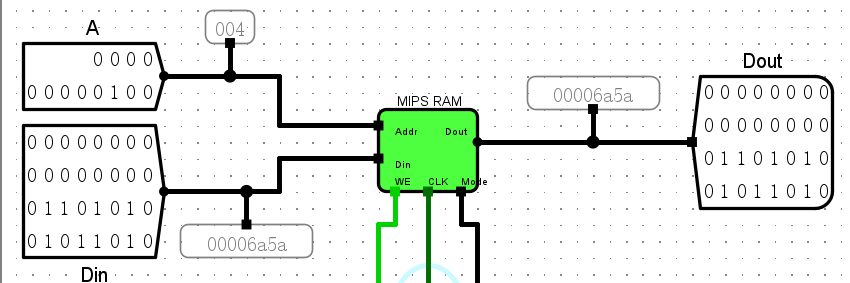 A
0 0 0 0
0 0 0 0 0 1 0 0
004
0 0 0 0 0 0 0 0
0 0 0 0 0 0 0 0
0 1 1 0 1 0 1 0
0 1 0 1 1 0 1 0
Din
00006a5a
MIPS RAM
Addr Dout
Din
WE CLK Mode
00006a5a
Dout
0 0 0 0 0 0 0 0
0 0 0 0 0 0 0 0
0 1 1 0 1 0 1 0
0 1 0 1 1 0 1 0